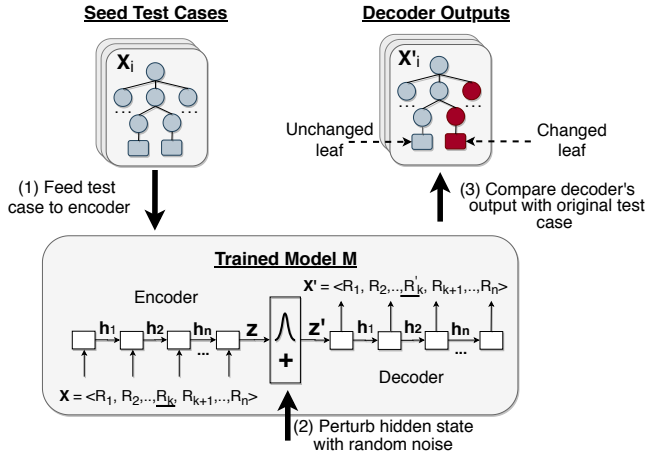 Seed Test Cases
Decoder Outputs
Xi
X'i
...
...
...
...
Unchanged
leaf
Changed
leaf
(1) Feed test
case to encoder
(3) Compare decoder's
output with original test
case
Trained Model M
X' = <R1, R2,..,R'k, Rk+1,..,Rn>
Encoder
h1 h2 hn z + z' h1 h2 hn
...
...
Decoder
X = <R1, R2,..,Rk, Rk+1,..,Rn>
(2) Perturb hidden state
with random noise